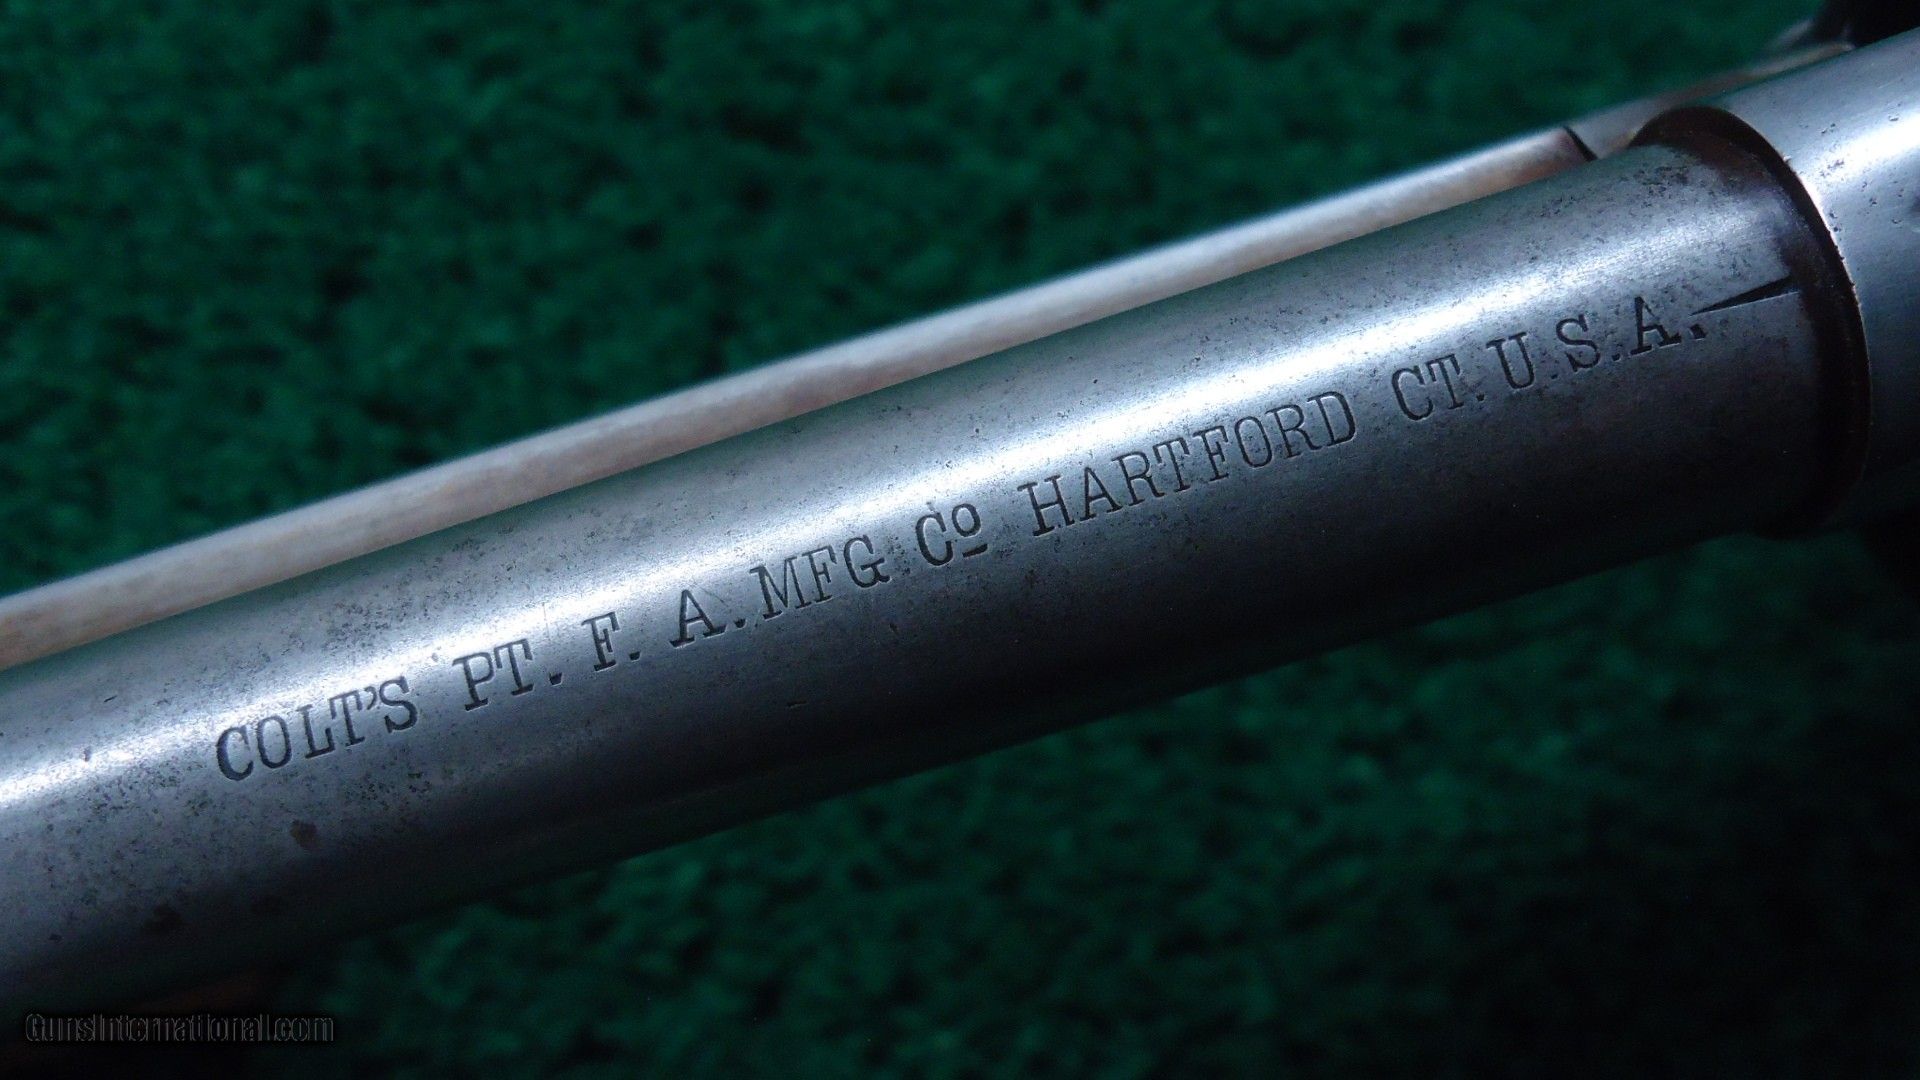 COLT'S PT. F. A. MFG Cº HARTFORD CT. U.S.A.
GunsInternational.com